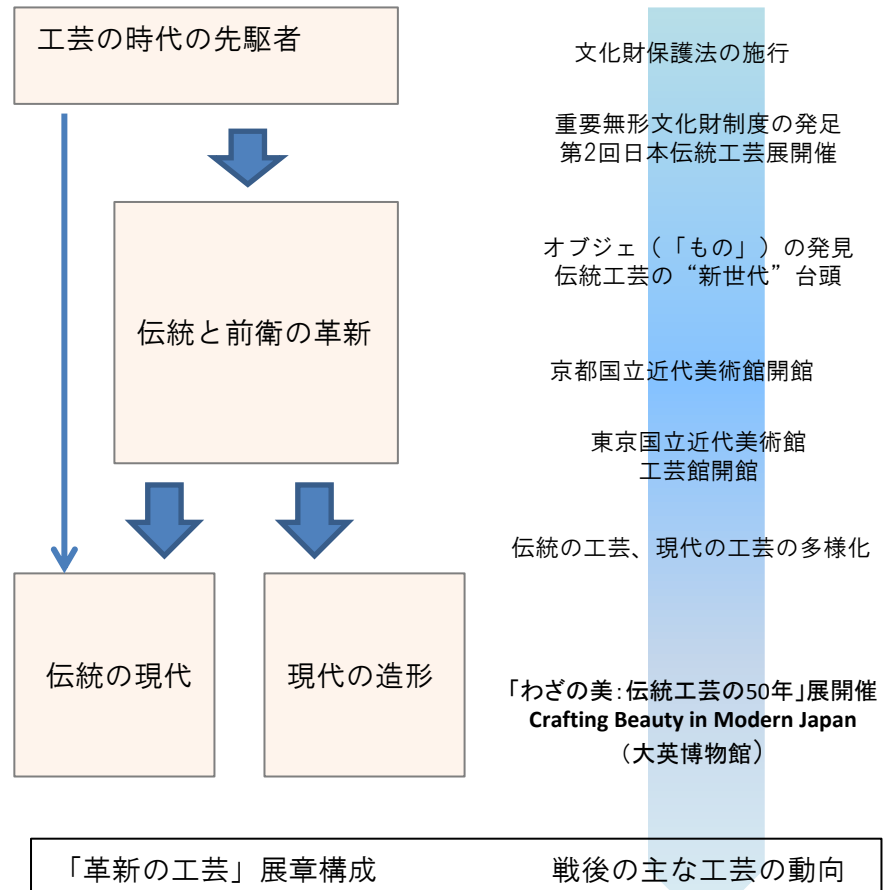 工芸の時代の先駆者
伝統と前衛の革新
伝統の現代
現代の造形
文化財保護法の施行
重要無形文化財制度の発足
第2回日本伝統工芸展開催
オブジェ（「もの」）の発見
伝統工芸の“新世代”台頭
京都国立近代美術館開館
東京国立近代美術館
工芸館開館
伝統の工芸、現代の工芸の多様化
「わざの美：伝統工芸の50年」展開催
Crafting Beauty in Modern Japan
（大英博物館）
「革新の工芸」展章構成
戦後の主な工芸の動向